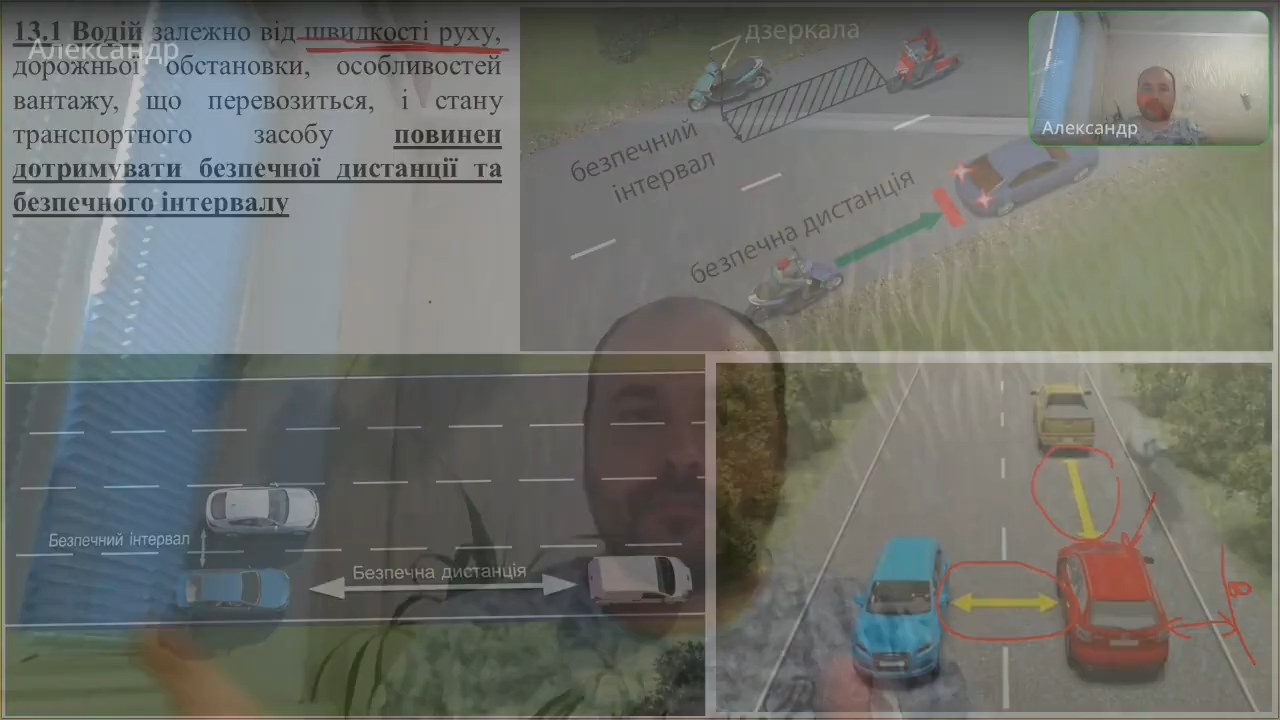 13.1 Водій залежно від швидкості руху,
Александр
дорожньої обстановки, особливостей
вантажу, що перевозиться, і стану
транспортного засобу повинен
дотримувати безпечної дистанції та
безпечного інтервалу
дзеркала
безпечний
інтервал
безпечна дистанція
Александр
Безпечний інтервал
Безпечна дистанція